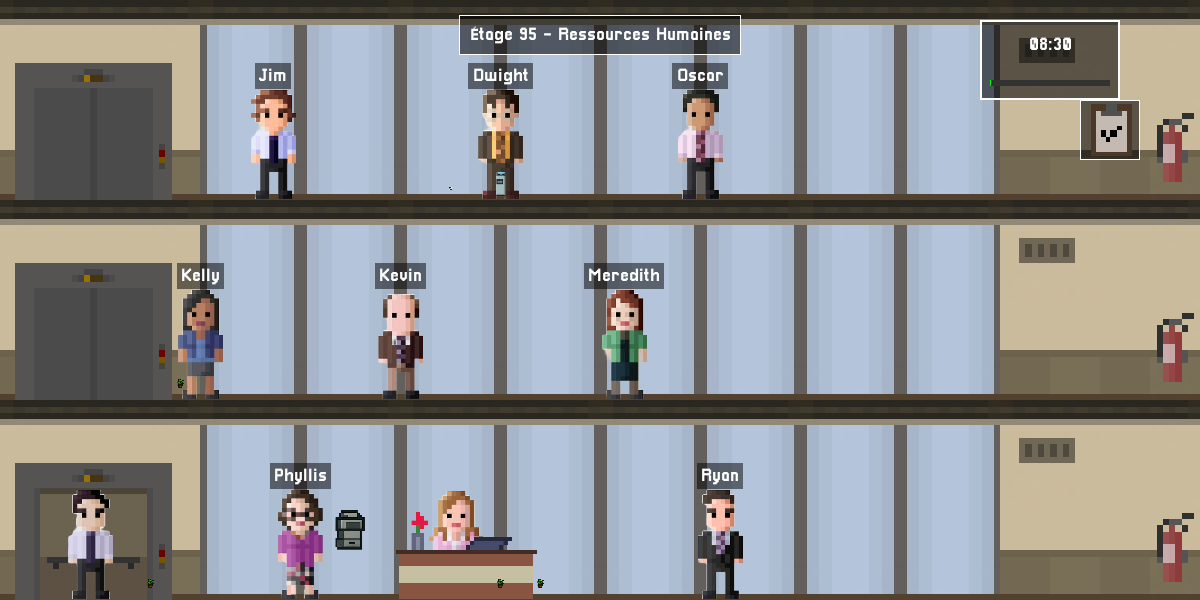 Étage 95 - Ressources Humaines
08:30
Jim
Dwight
Oscar
Kelly
Kevin
Meredith
Phyllis
Ryan